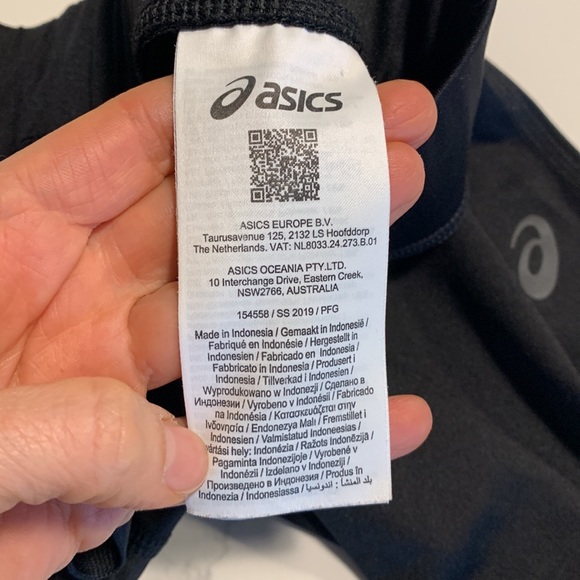 asics
ASICS EUROPE B.V.
Taurusavenue 125, 2132 LS Hoofddorp
The Netherlands. VAT: NL8033.24.273.B.01
ASICS OCEANIA PTY.LTD.
10 Interchange Drive, Eastern Creek,
NSW2766, AUSTRALIA
154558 / SS 2019 / PFG
Made in Indonesia / Gemaakt in Indonesië /
Fabriqué en Indonésie / Hergestellt in
Indonesien / Fabricado en Indonesia /
Fabbricato in Indonesia / Produsert i
Indonesia / Tillverkad i Indonesien /
Wyprodukowano w Indonezji / Сделано в
Индонезии / Vyrobeno v Indonésii / Fabricado
na Indonésia / Κατασκευάζεται στην
Ινδονησία / Endonezya Malı / Fremstillet i
Indonesien / Valmistatud Indoneesias /
ártási hely: Indonézia / Ražots Indonēzijā /
Pagaminta Indonezijoje / Vyrobené v
Indonézii / Izdelano v Indoneziji /
Произведено в Индонезия / Produs în
Indonezia / Indonesiassa / بلد المنشأ : اندونيسيا